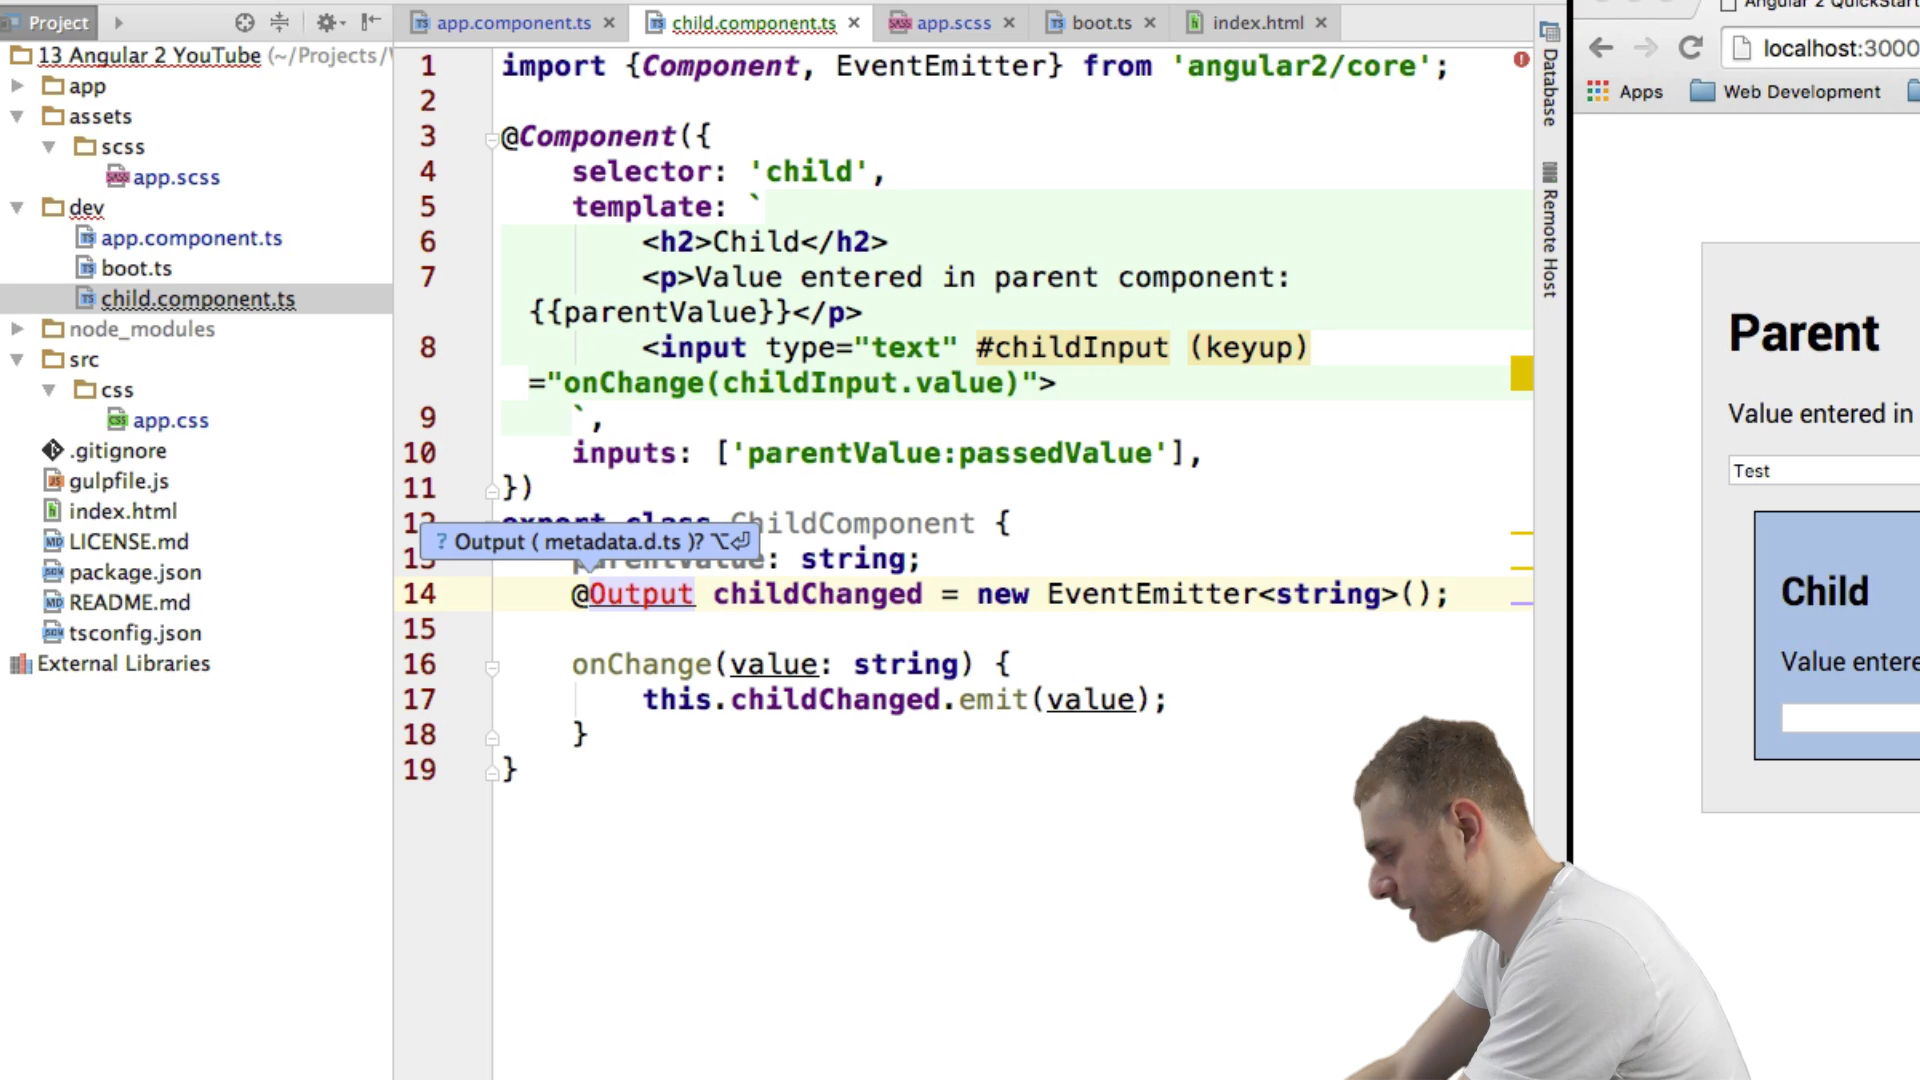 Project
app.component.ts
child.component.ts
app.scss
boot.ts
index.html
13 Angular 2 YouTube (~/Projects/
app
assets
scss
app.scss
dev
app.component.ts
boot.ts
child.component.ts
node_modules
src
css
app.css
.gitignore
gulpfile.js
index.html
LICENSE.md
package.json
README.md
tsconfig.json
External Libraries
1 import {Component, EventEmitter} from 'angular2/core';
2
3 @Component({
4 selector: 'child',
5 template: `
6 <h2>Child</h2>
7 <p>Value entered in parent component:
{{parentValue}}</p>
8 <input type="text" #childInput (keyup)
="onChange(childInput.value)">
9 `,
10 inputs: ['parentValue:passedValue'],
11 })
12 export class ChildComponent {
? Output ( metadata.d.ts )? ⌥⏎
13 parentValue: string;
14 @Output childChanged = new EventEmitter<string>();
15
16 onChange(value: string) {
17 this.childChanged.emit(value);
18 }
19 }
Database
Remote Host
Angular 2 QuickStart
localhost:3000
Apps
Web Development
Parent
Value entered in
Test
Child
Value entere